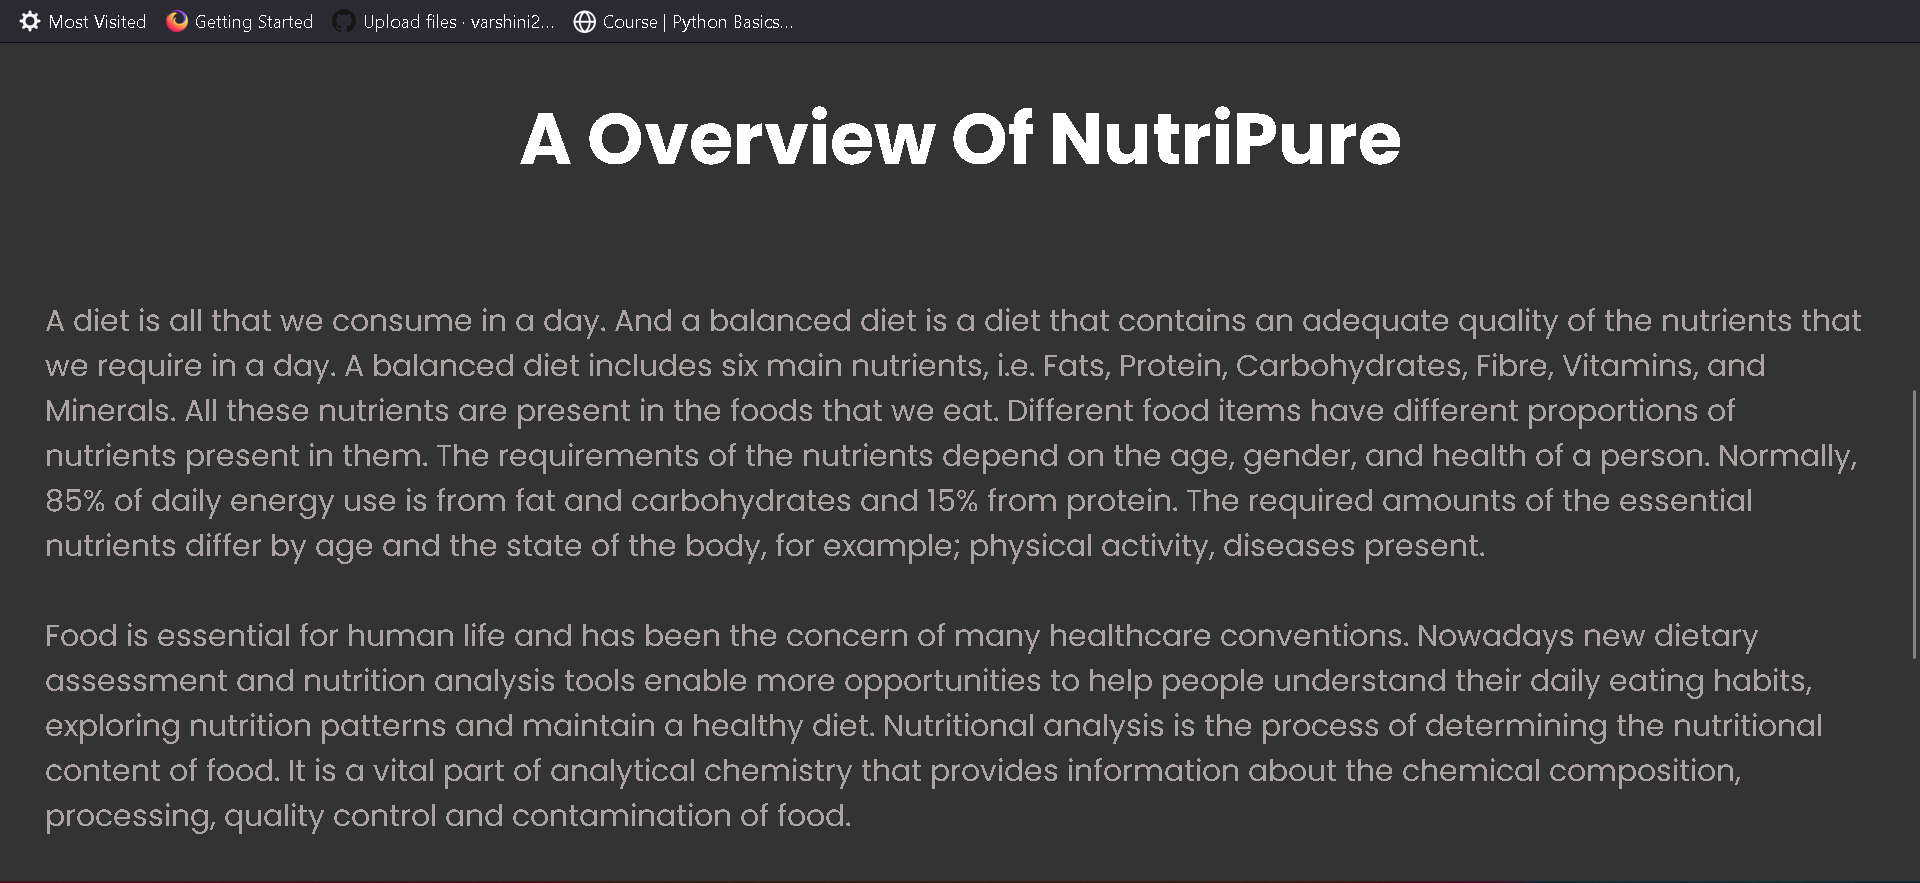 Most Visited Getting Started Upload files · varshini2... Course | Python Basics...
A Overview Of NutriPure
A diet is all that we consume in a day. And a balanced diet is a diet that contains an adequate quality of the nutrients that
we require in a day. A balanced diet includes six main nutrients, i.e. Fats, Protein, Carbohydrates, Fibre, Vitamins, and
Minerals. All these nutrients are present in the foods that we eat. Different food items have different proportions of
nutrients present in them. The requirements of the nutrients depend on the age, gender, and health of a person. Normally,
85% of daily energy use is from fat and carbohydrates and 15% from protein. The required amounts of the essential
nutrients differ by age and the state of the body, for example; physical activity, diseases present.
Food is essential for human life and has been the concern of many healthcare conventions. Nowadays new dietary
assessment and nutrition analysis tools enable more opportunities to help people understand their daily eating habits,
exploring nutrition patterns and maintain a healthy diet. Nutritional analysis is the process of determining the nutritional
content of food. It is a vital part of analytical chemistry that provides information about the chemical composition,
processing, quality control and contamination of food.